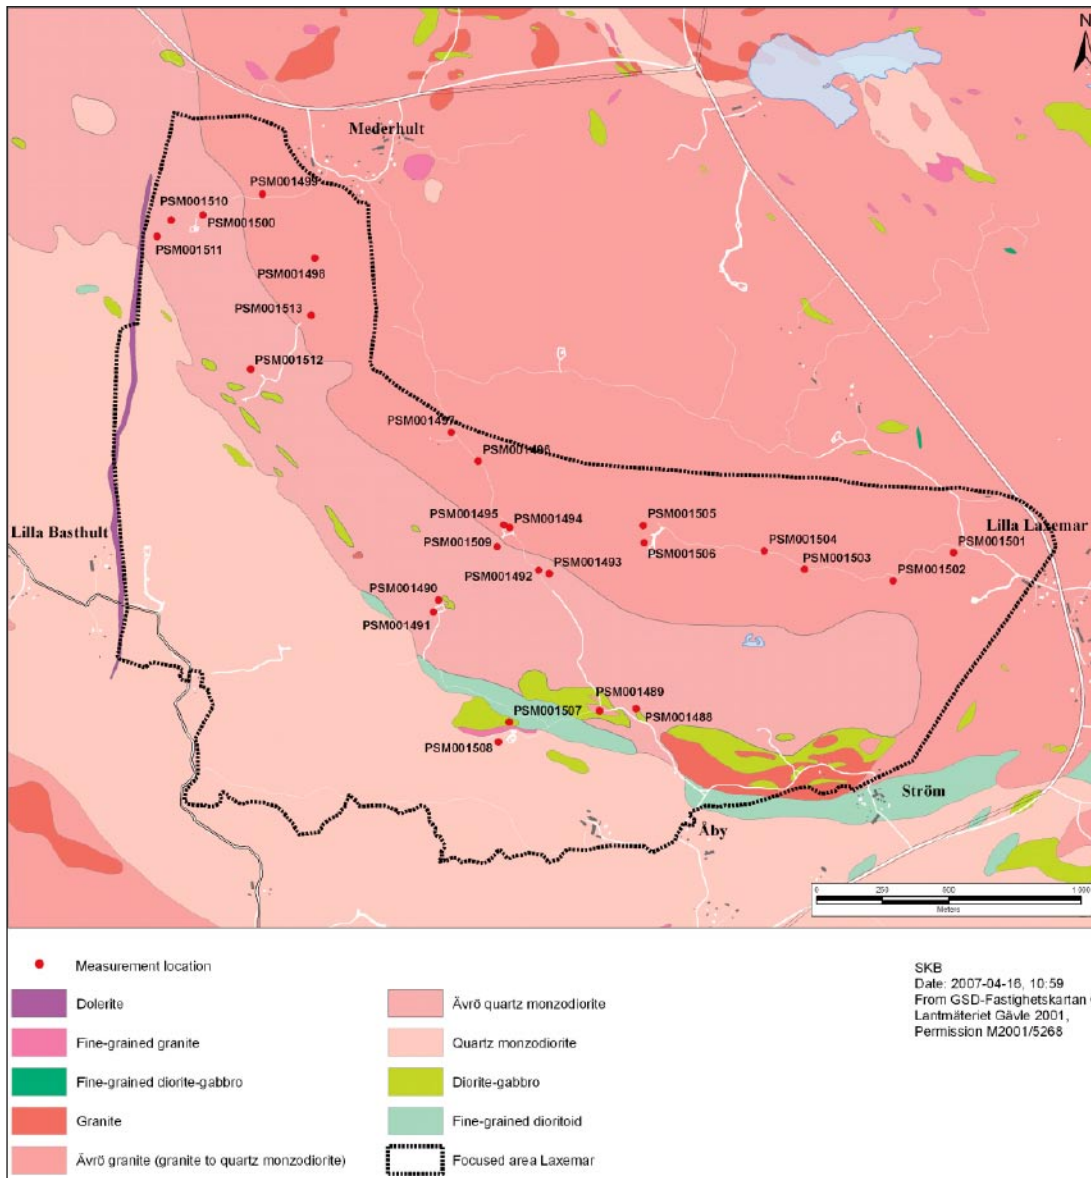 N
Mederhult
PSM001499
PSM001510
PSM001500
PSM001511
PSM001498
PSM001513
PSM001512
PSM001497
PSM001496
PSM001495
PSM001494
PSM001505
Lilla Basthult
Lilla Laxemar
PSM001509
PSM001506
PSM001504
PSM001501
PSM001503
PSM001493
PSM001492
PSM001502
PSM001490
PSM001491
PSM001489
PSM001507
PSM001488
PSM001508
Ström
Åby
0 250 500 1 000
Meters
Measurement location
Dolerite
Fine-grained granite
Fine-grained diorite-gabbro
Granite
Ävrö granite (granite to quartz monzodiorite)
Ävrö quartz monzodiorite
Quartz monzodiorite
Diorite-gabbro
Fine-grained dioritoid
Focused area Laxemar
SKB
Date: 2007-04-16, 10:59
From GSD-Fastighetskartan
Lantmäteriet Gävle 2001,
Permission M2001/5268